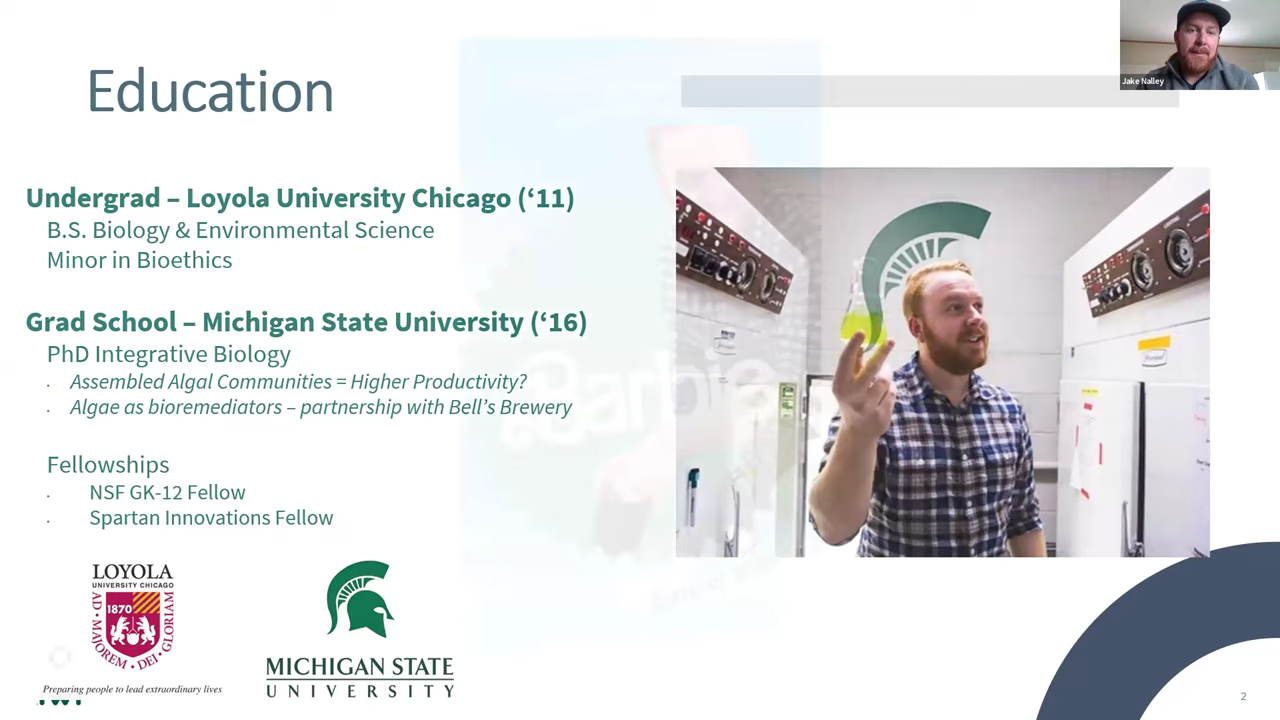 Education
Jake Nalley
Undergrad – Loyola University Chicago (‘11)
B.S. Biology & Environmental Science
Minor in Bioethics
Grad School – Michigan State University (‘16)
PhD Integrative Biology
Assembled Algal Communities = Higher Productivity?
Algae as bioremediators – partnership with Bell’s Brewery
Barbie
Fellowships
NSF GK-12 Fellow
Spartan Innovations Fellow
LOYOLA
UNIVERSITY CHICAGO
1870
AD • MAJOREM • DEI • GLORIAM
Preparing people to lead extraordinary lives
MICHIGAN STATE
UNIVERSITY
2